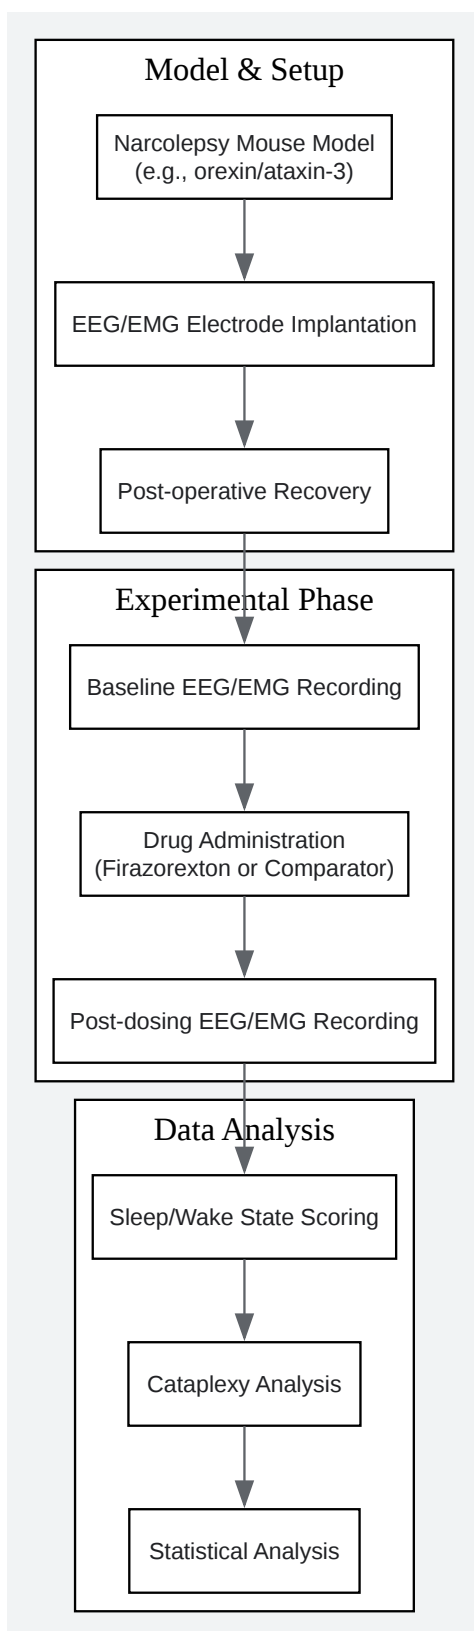 Model & Setup
Narcolepsy Mouse Model
(e.g., orexin/ataxin-3)
EEG/EMG Electrode Implantation
Post-operative Recovery
Experimental Phase
Baseline EEG/EMG Recording
Drug Administration
(Firazorexton or Comparator)
Post-dosing EEG/EMG Recording
Data Analysis
Sleep/Wake State Scoring
Cataplexy Analysis
Statistical Analysis